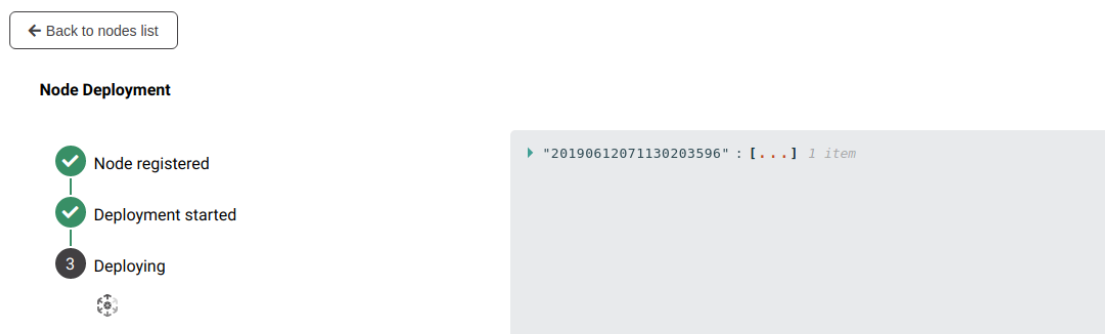 Back to nodes list
Node Deployment
Node registered
Deployment started
3 Deploying
"20190612071130203596" : [...] 1 item